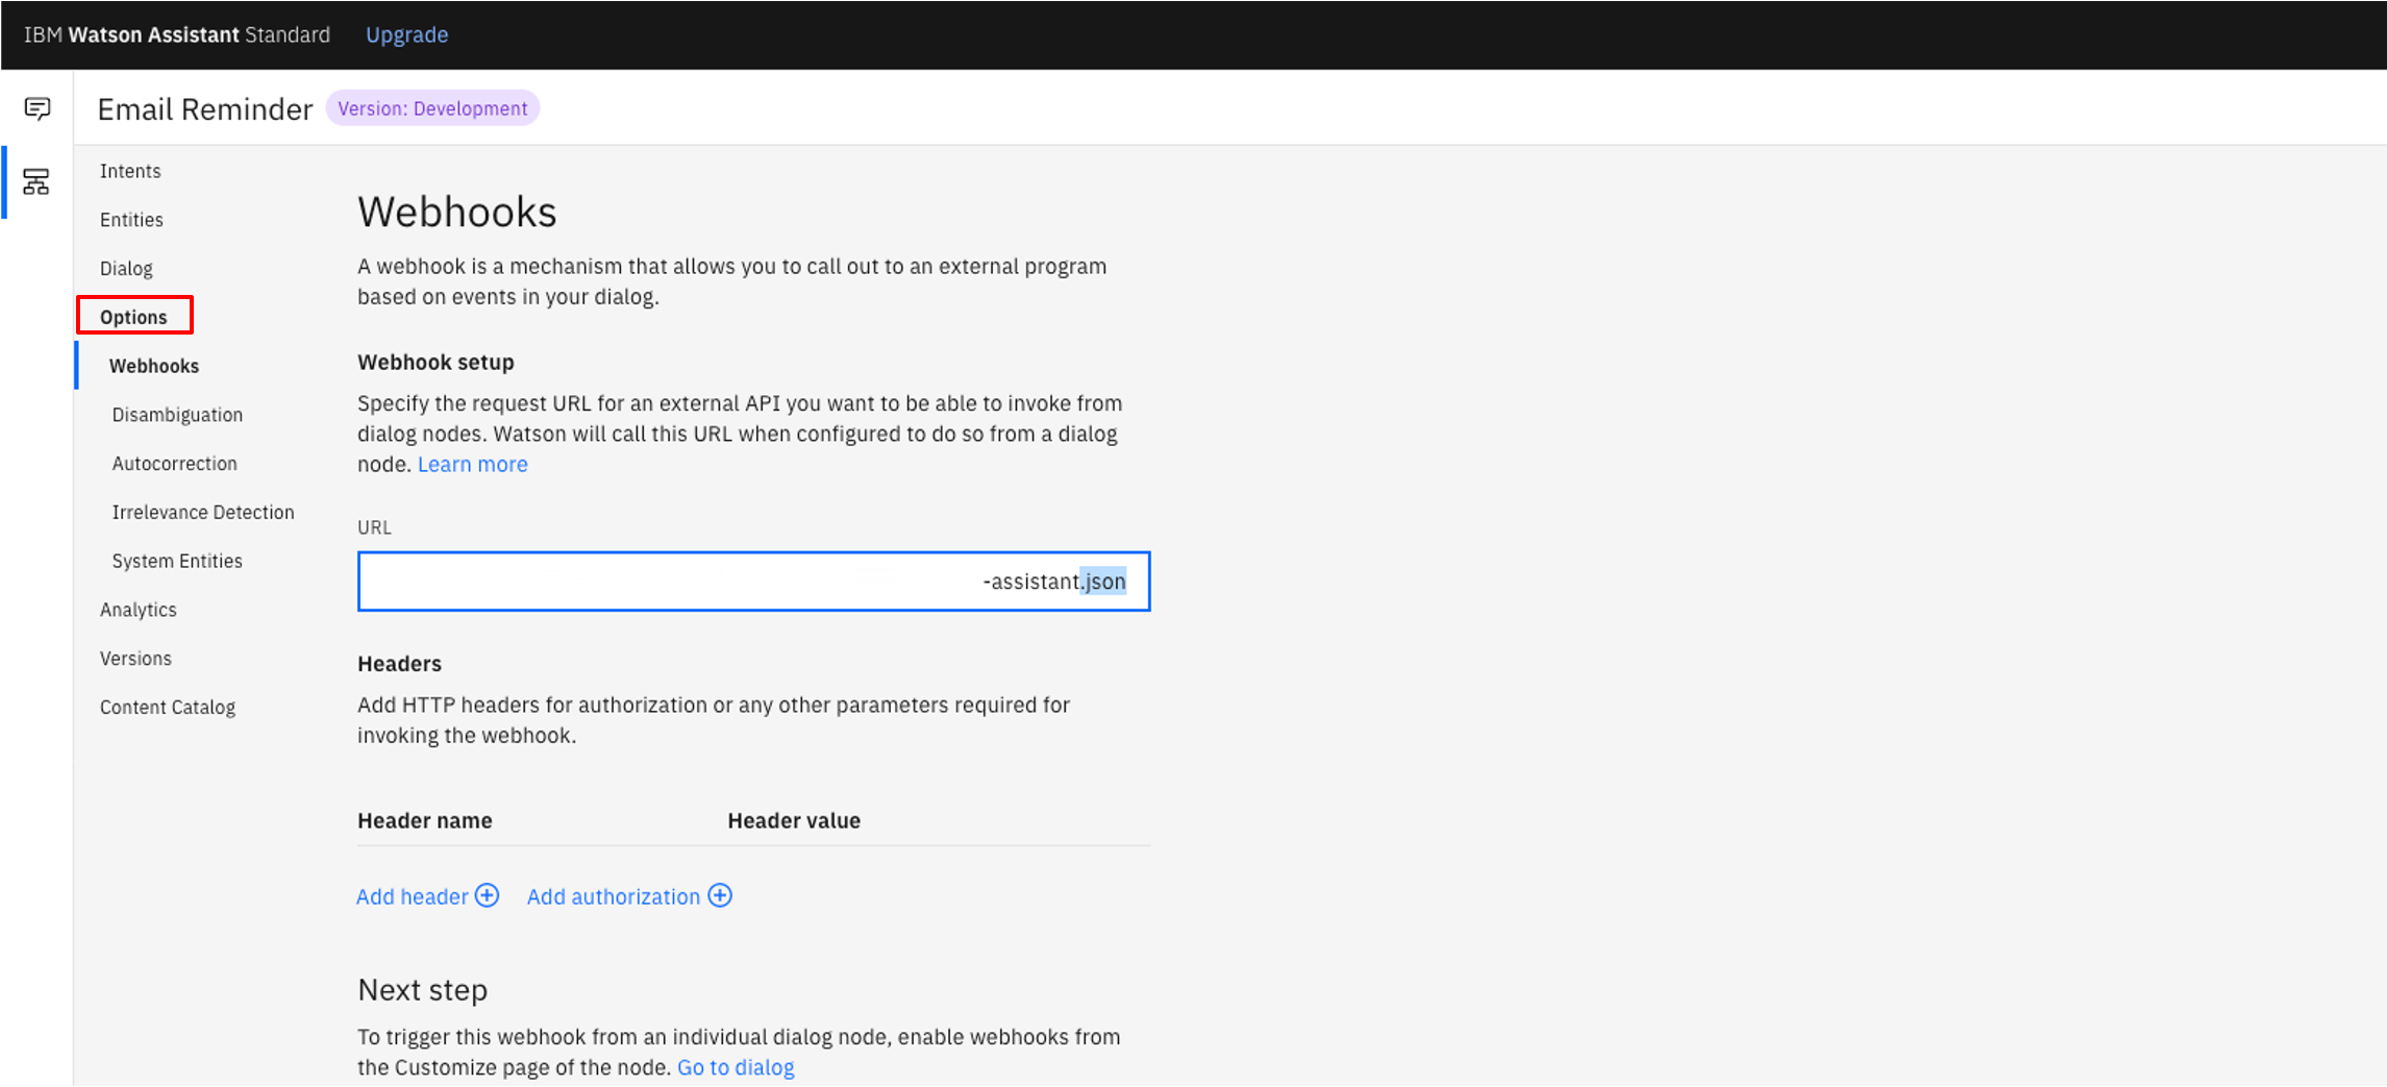 IBM Watson Assistant Standard Upgrade
Email Reminder Version: Development
Intents
Entities
Dialog
Options
Webhooks
Disambiguation
Autocorrection
Irrelevance Detection
System Entities
Analytics
Versions
Content Catalog
Webhooks
A webhook is a mechanism that allows you to call out to an external program
based on events in your dialog.
Webhook setup
Specify the request URL for an external API you want to be able to invoke from
dialog nodes. Watson will call this URL when configured to do so from a dialog
node. Learn more
URL
-assistant.json
Headers
Add HTTP headers for authorization or any other parameters required for
invoking the webhook.
Header name Header value
Add header Add authorization
Next step
To trigger this webhook from an individual dialog node, enable webhooks from
the Customize page of the node. Go to dialog